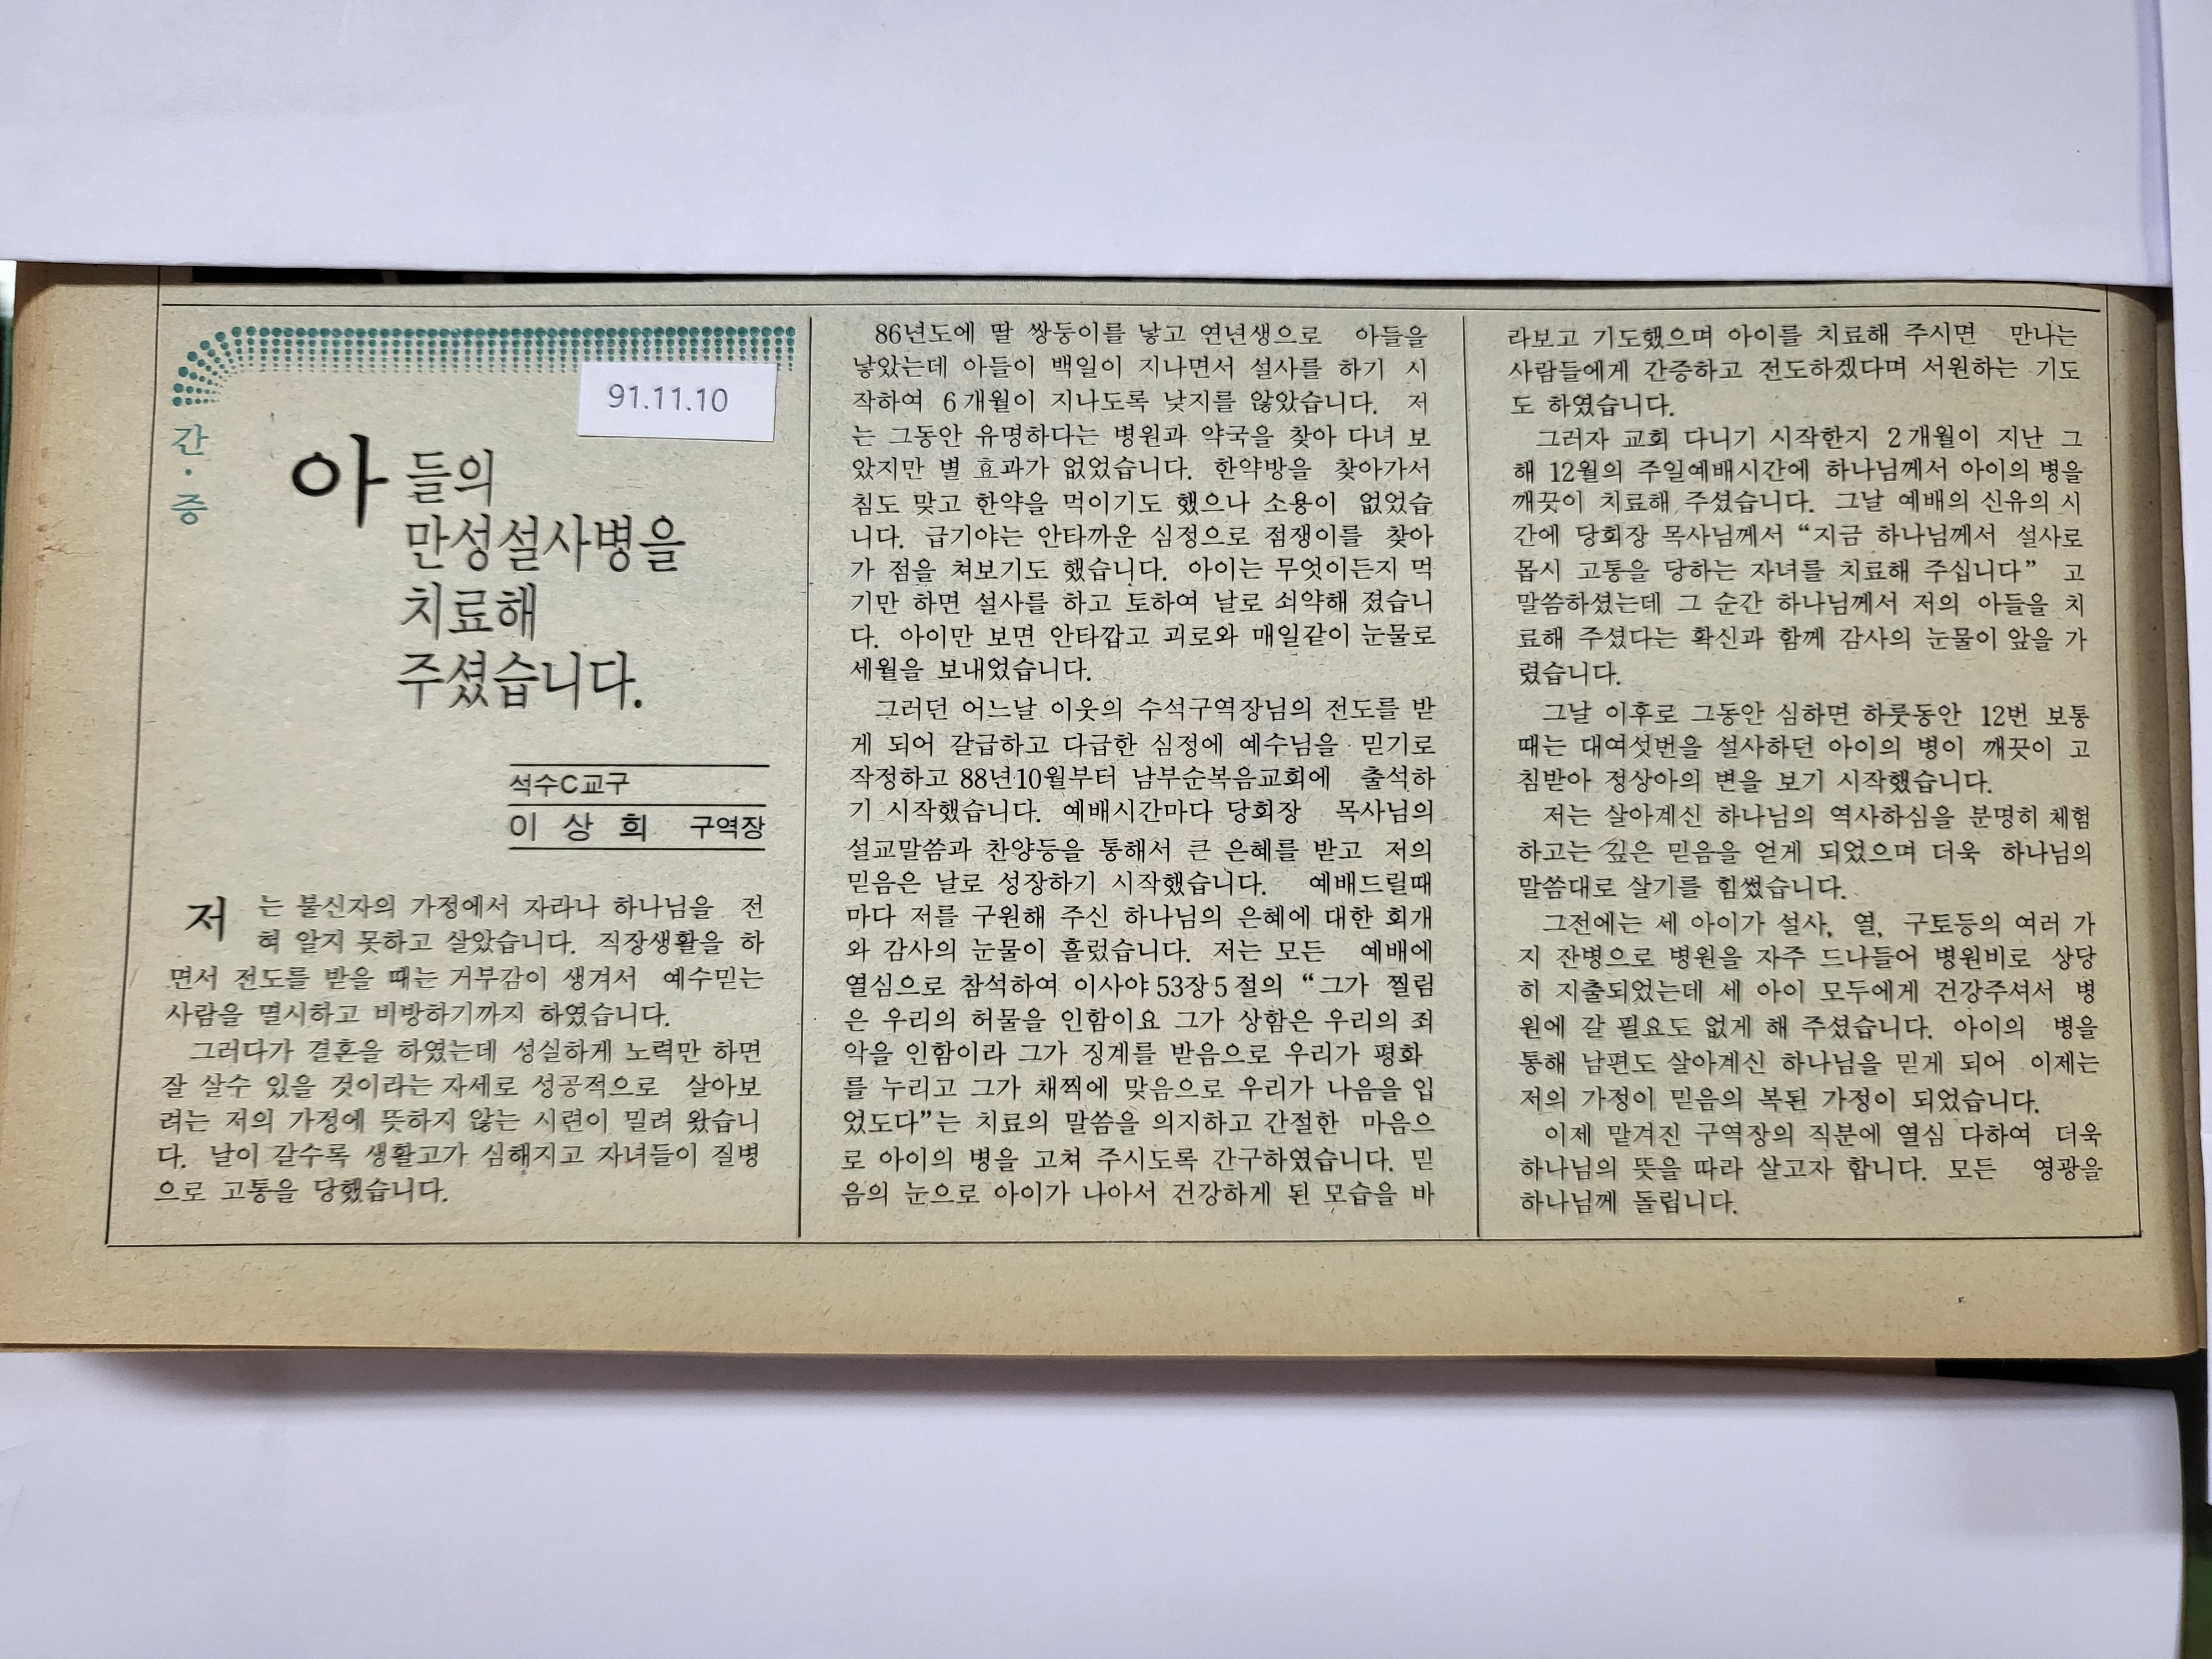 91.11.10
간·증
아들의
만성설사병을
치료해
주셨습니다.
석수C교구
이 상 희 구역장
저는 불신자의 가정에서 자라나 하나님을 전
혀 알지 못하고 살았습니다. 직장생활을 하
면서 전도를 받을 때는 거부감이 생겨서 예수믿는
사람을 멸시하고 비방하기까지 하였습니다.
그러다가 결혼을 하였는데 성실하게 노력만 하면
잘 살수 있을 것이라는 자세로 성공적으로 살아보
려는 저의 가정에 뜻하지 않는 시련이 밀려 왔습니
다. 날이 갈수록 생활고가 심해지고 자녀들이 질병
으로 고통을 당했습니다.
86년도에 딸 쌍둥이를 낳고 연년생으로 아들을
낳았는데 아들이 백일이 지나면서 설사를 하기 시
작하여 6개월이 지나도록 낫지를 않았습니다. 저
는 그동안 유명하다는 병원과 약국을 찾아 다녀 보
았지만 별 효과가 없었습니다. 한약방을 찾아가서
침도 맞고 한약을 먹이기도 했으나 소용이 없었습
니다. 급기야는 안타까운 심정으로 점쟁이를 찾아
가 점을 쳐보기도 했습니다. 아이는 무엇이든지 먹
기만 하면 설사를 하고 토하여 날로 쇠약해 졌습니
다. 아이만 보면 안타깝고 괴로와 매일같이 눈물로
세월을 보내었습니다.
그러던 어느날 이웃의 수석구역장님의 전도를 받
게 되어 갈급하고 다급한 심정에 예수님을 믿기로
작정하고 88년10월부터 남부순복음교회에 출석하
기 시작했습니다. 예배시간마다 당회장 목사님의
설교말씀과 찬양등을 통해서 큰 은혜를 받고 저의
믿음은 날로 성장하기 시작했습니다. 예배드릴때
마다 저를 구원해 주신 하나님의 은혜에 대한 회개
와 감사의 눈물이 흘렀습니다. 저는 모든 예배에
열심으로 참석하여 이사야 53장 5절의 “그가 찔림
은 우리의 허물을 인함이요 그가 상함은 우리의 죄
악을 인함이라 그가 징계를 받음으로 우리가 평화
를 누리고 그가 채찍에 맞음으로 우리가 나음을 입
었도다”는 치료의 말씀을 의지하고 간절한 마음으
로 아이의 병을 고쳐 주시도록 간구하였습니다. 믿
음의 눈으로 아이가 나아서 건강하게 된 모습을 바
라보고 기도했으며 아이를 치료해 주시면 만나는
사람들에게 간증하고 전도하겠다며 서원하는 기도
도 하였습니다.
그러자 교회 다니기 시작한지 2개월이 지난 그
해 12월의 주일예배시간에 하나님께서 아이의 병을
깨끗이 치료해 주셨습니다. 그날 예배의 신유의 시
간에 당회장 목사님께서 “지금 하나님께서 설사로
몹시 고통을 당하는 자녀를 치료해 주십니다” 고
말씀하셨는데 그 순간 하나님께서 저의 아들을 치
료해 주셨다는 확신과 함께 감사의 눈물이 앞을 가
렸습니다.
그날 이후로 그동안 심하면 하룻동안 12번 보통
때는 대여섯번을 설사하던 아이의 병이 깨끗이 고
침받아 정상아의 변을 보기 시작했습니다.
저는 살아계신 하나님의 역사하심을 분명히 체험
하고는 깊은 믿음을 얻게 되었으며 더욱 하나님의
말씀대로 살기를 힘썼습니다.
그전에는 세 아이가 설사, 열, 구토등의 여러 가
지 잔병으로 병원을 자주 드나들어 병원비로 상당
히 지출되었는데 세 아이 모두에게 건강주셔서 병
원에 갈 필요도 없게 해 주셨습니다. 아이의 병을
통해 남편도 살아계신 하나님을 믿게 되어 이제는
저의 가정이 믿음의 복된 가정이 되었습니다.
이제 맡겨진 구역장의 직분에 열심 다하여 더욱
하나님의 뜻을 따라 살고자 합니다. 모든 영광을
하나님께 돌립니다.